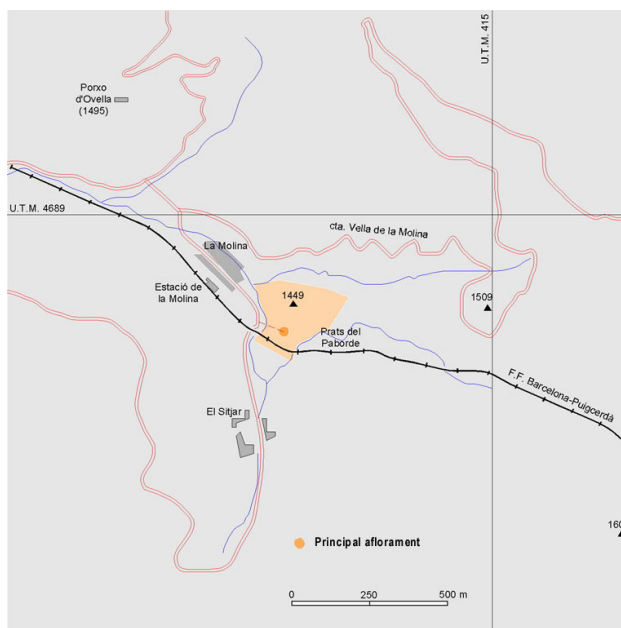 U.T.M. 415
Porxo
d'Ovella
(1495)
U.T.M. 4689
cta. Vella de la Molina
La Molina
Estació de
la Molina
1449
1509
Prats del
Paborde
F.F. Barcelona-Puigcerdà
El Sitjar
Principal aflorament
0 250 500 m